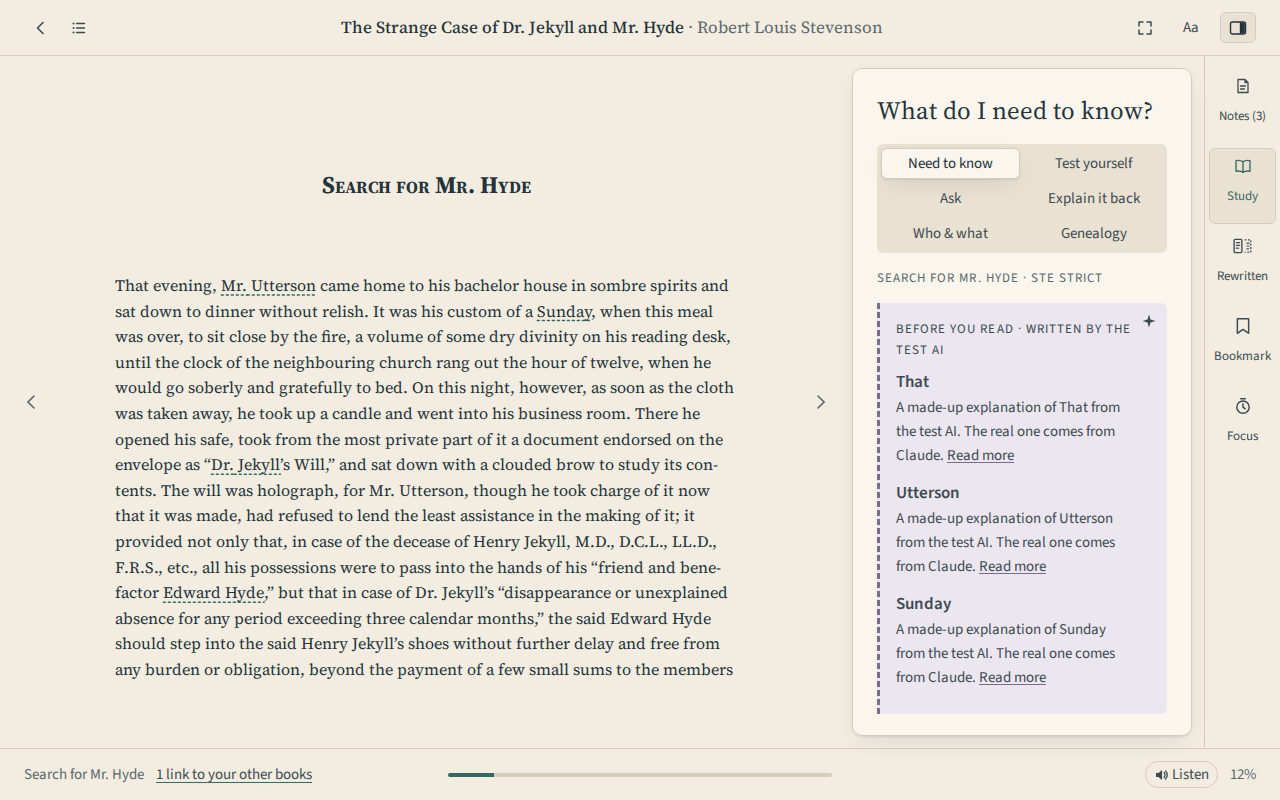 The Strange Case of Dr. Jekyll and Mr. Hyde · Robert Louis Stevenson
Aa
Search for Mr. Hyde
That evening, Mr. Utterson came home to his bachelor house in sombre spirits and
sat down to dinner without relish. It was his custom of a Sunday, when this meal
was over, to sit close by the fire, a volume of some dry divinity on his reading desk,
until the clock of the neighbouring church rang out the hour of twelve, when he
would go soberly and gratefully to bed. On this night, however, as soon as the cloth
was taken away, he took up a candle and went into his business room. There he
opened his safe, took from the most private part of it a document endorsed on the
envelope as “Dr. Jekyll’s Will,” and sat down with a clouded brow to study its con-
tents. The will was holograph, for Mr. Utterson, though he took charge of it now
that it was made, had refused to lend the least assistance in the making of it; it
provided not only that, in case of the decease of Henry Jekyll, M.D., D.C.L., LL.D.,
F.R.S., etc., all his possessions were to pass into the hands of his “friend and bene-
factor Edward Hyde,” but that in case of Dr. Jekyll’s “disappearance or unexplained
absence for any period exceeding three calendar months,” the said Edward Hyde
should step into the said Henry Jekyll’s shoes without further delay and free from
any burden or obligation, beyond the payment of a few small sums to the members
What do I need to know?
Need to know
Test yourself
Ask
Explain it back
Who & what
Genealogy
SEARCH FOR MR. HYDE · STE STRICT
BEFORE YOU READ · WRITTEN BY THE
TEST AI
That
A made-up explanation of That from
the test AI. The real one comes from
Claude. Read more
Utterson
A made-up explanation of Utterson
from the test AI. The real one comes
from Claude. Read more
Sunday
A made-up explanation of Sunday
from the test AI. The real one comes
from Claude. Read more
Notes (3)
Study
Rewritten
Bookmark
Focus
Search for Mr. Hyde
1 link to your other books
Listen
12%